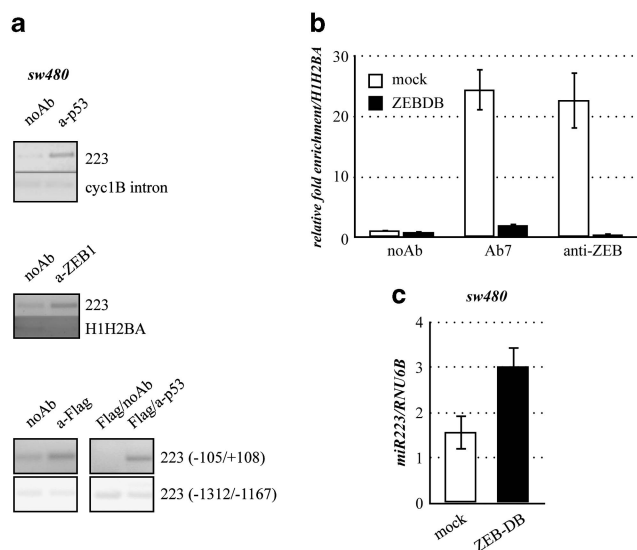 a
sw480
noAb
a-p53
223
cyc1B intron
noAb
a-ZEB1
223
H1H2BA
noAb
a-Flag
Flag/noAb
Flag/a-p53
223 (-105/+108)
223 (-1312/-1167)
b
relative fold enrichment/H1H2BA
30
20
10
0
mock
ZEBDB
noAb
Ab7
anti-ZEB
c
sw480
miR223/RNU6B
4
3
2
1
0
mock
ZEB-DB